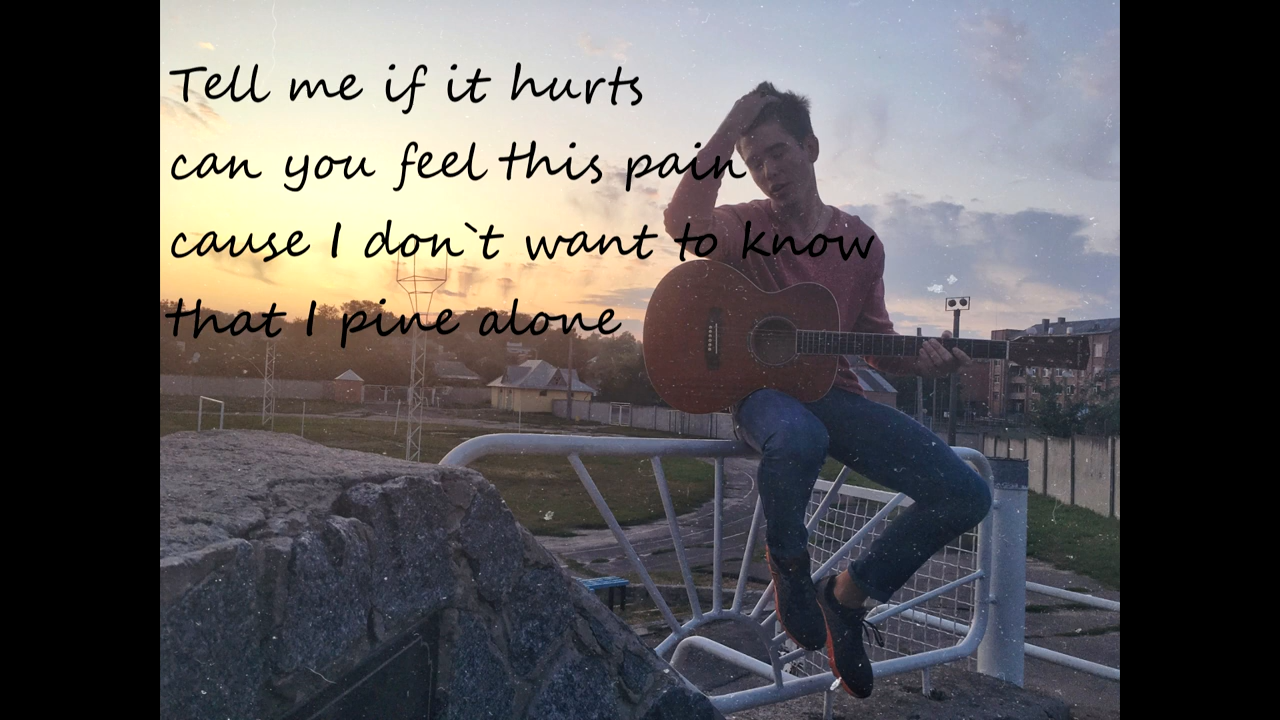 Tell me if it hurts
can you feel this pain
cause I don`t want to know
that I pine alone